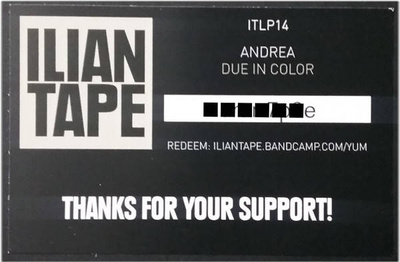 ILIAN
TAPE
ITLP14
ANDREA
DUE IN COLOR
REDEEM: ILIANTAPE.BANDCAMP.COM/YUM
THANKS FOR YOUR SUPPORT!